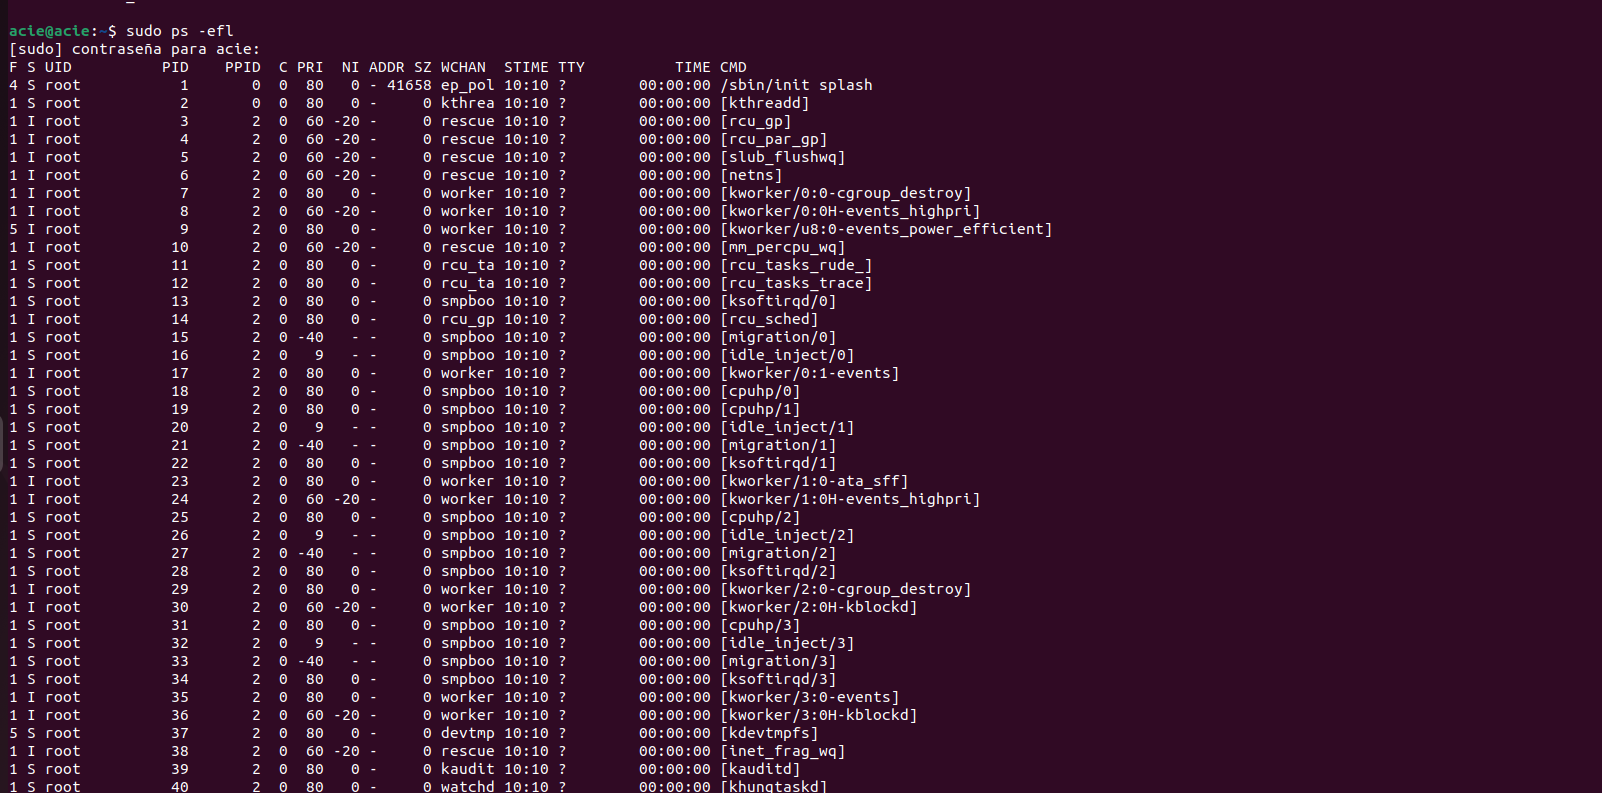 acie@acie:~$ sudo ps -efl
[sudo] contraseña para acie:
F S UID         PID    PPID  C PRI  NI ADDR SZ WCHAN  STIME TTY          TIME CMD
4 S root          1       0  0  80   0 - 41658 ep_pol 10:10 ?        00:00:00 /sbin/init splash
1 S root          2       0  0  80   0 -     0 kthrea 10:10 ?        00:00:00 [kthreadd]
1 I root          3       2  0  60 -20 -     0 rescue 10:10 ?        00:00:00 [rcu_gp]
1 I root          4       2  0  60 -20 -     0 rescue 10:10 ?        00:00:00 [rcu_par_gp]
1 I root          5       2  0  60 -20 -     0 rescue 10:10 ?        00:00:00 [slub_flushwq]
1 I root          6       2  0  60 -20 -     0 rescue 10:10 ?        00:00:00 [netns]
1 I root          7       2  0  80   0 -     0 worker 10:10 ?        00:00:00 [kworker/0:0-cgroup_destroy]
1 I root          8       2  0  60 -20 -     0 worker 10:10 ?        00:00:00 [kworker/0:0H-events_highpri]
5 I root          9       2  0  80   0 -     0 worker 10:10 ?        00:00:00 [kworker/u8:0-events_power_efficient]
1 I root         10       2  0  60 -20 -     0 rescue 10:10 ?        00:00:00 [mm_percpu_wq]
1 S root         11       2  0  80   0 -     0 rcu_ta 10:10 ?        00:00:00 [rcu_tasks_rude_]
1 S root         12       2  0  80   0 -     0 rcu_ta 10:10 ?        00:00:00 [rcu_tasks_trace]
1 S root         13       2  0  80   0 -     0 smpboo 10:10 ?        00:00:00 [ksoftirqd/0]
1 I root         14       2  0  80   0 -     0 rcu_gp 10:10 ?        00:00:00 [rcu_sched]
1 S root         15       2  0 -40   - -     0 smpboo 10:10 ?        00:00:00 [migration/0]
1 S root         16       2  0   9   - -     0 smpboo 10:10 ?        00:00:00 [idle_inject/0]
1 I root         17       2  0  80   0 -     0 worker 10:10 ?        00:00:00 [kworker/0:1-events]
1 S root         18       2  0  80   0 -     0 smpboo 10:10 ?        00:00:00 [cpuhp/0]
1 S root         19       2  0  80   0 -     0 smpboo 10:10 ?        00:00:00 [cpuhp/1]
1 S root         20       2  0   9   - -     0 smpboo 10:10 ?        00:00:00 [idle_inject/1]
1 S root         21       2  0 -40   - -     0 smpboo 10:10 ?        00:00:00 [migration/1]
1 S root         22       2  0  80   0 -     0 smpboo 10:10 ?        00:00:00 [ksoftirqd/1]
1 I root         23       2  0  80   0 -     0 worker 10:10 ?        00:00:00 [kworker/1:0-ata_sff]
1 I root         24       2  0  60 -20 -     0 worker 10:10 ?        00:00:00 [kworker/1:0H-events_highpri]
1 S root         25       2  0  80   0 -     0 smpboo 10:10 ?        00:00:00 [cpuhp/2]
1 S root         26       2  0   9   - -     0 smpboo 10:10 ?        00:00:00 [idle_inject/2]
1 S root         27       2  0 -40   - -     0 smpboo 10:10 ?        00:00:00 [migration/2]
1 S root         28       2  0  80   0 -     0 smpboo 10:10 ?        00:00:00 [ksoftirqd/2]
1 I root         29       2  0  80   0 -     0 worker 10:10 ?        00:00:00 [kworker/2:0-cgroup_destroy]
1 I root         30       2  0  60 -20 -     0 worker 10:10 ?        00:00:00 [kworker/2:0H-kblockd]
1 S root         31       2  0  80   0 -     0 smpboo 10:10 ?        00:00:00 [cpuhp/3]
1 S root         32       2  0   9   - -     0 smpboo 10:10 ?        00:00:00 [idle_inject/3]
1 S root         33       2  0 -40   - -     0 smpboo 10:10 ?        00:00:00 [migration/3]
1 S root         34       2  0  80   0 -     0 smpboo 10:10 ?        00:00:00 [ksoftirqd/3]
1 I root         35       2  0  80   0 -     0 worker 10:10 ?        00:00:00 [kworker/3:0-events]
1 I root         36       2  0  60 -20 -     0 worker 10:10 ?        00:00:00 [kworker/3:0H-kblockd]
5 S root         37       2  0  80   0 -     0 devtmp 10:10 ?        00:00:00 [kdevtmpfs]
1 I root         38       2  0  60 -20 -     0 rescue 10:10 ?        00:00:00 [inet_frag_wq]
1 S root         39       2  0  80   0 -     0 kaudit 10:10 ?        00:00:00 [kauditd]
1 S root         40       2  0  80   0 -     0 watchd 10:10 ?        00:00:00 [khungtaskd]